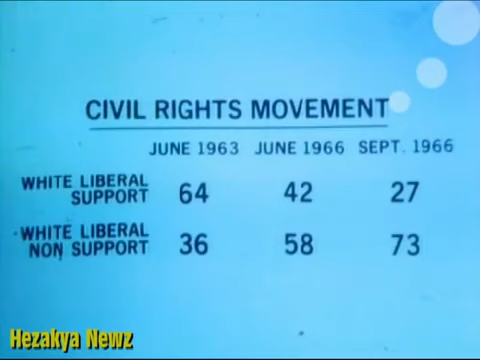 CIVIL RIGHTS MOVEMENT
JUNE 1963 JUNE 1966 SEPT. 1966
WHITE LIBERAL
SUPPORT 64 42 27
WHITE LIBERAL
NON SUPPORT 36 58 73
Hezakya Newz